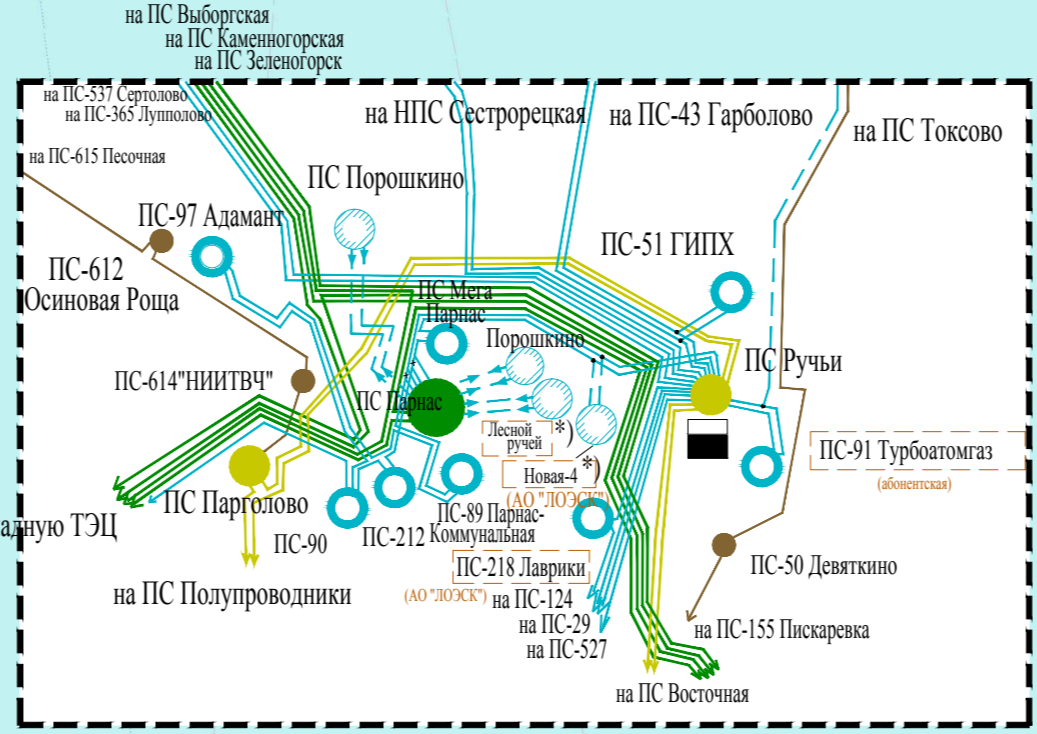 на ПС Выборгская
на ПС Каменногорская
на ПС Зеленогорск
на ПС-537 Сертолово
на ПС-365 Лупполово
на НПС Сестрорецкая
на ПС-43 Гарболово
на ПС Токсово
на ПС-615 Песочная
ПС Порошкино
ПС-97 Адамант
ПС-51 ГИПХ
ПС-612
Осиновая Роща
ПС Мега
Парнас
Порошкино
ПС Ручьи
ПС-614"НИИТВЧ"
ПС Парнас
Лесной
ручей
*)
Новая-4
*)
(АО "ЛОЭСК")
ПС-91 Турбоатомгаз
(абонентская)
ПС Парголово
адную ТЭЦ
ПС-90
ПС-212
ПС-89 Парнас-
Коммунальная
ПС-218 Лаврики
(АО "ЛОЭСК")
ПС-50 Девяткино
на ПС Полупроводники
на ПС-124
на ПС-29
на ПС-527
на ПС-155 Пискаревка
на ПС Восточная